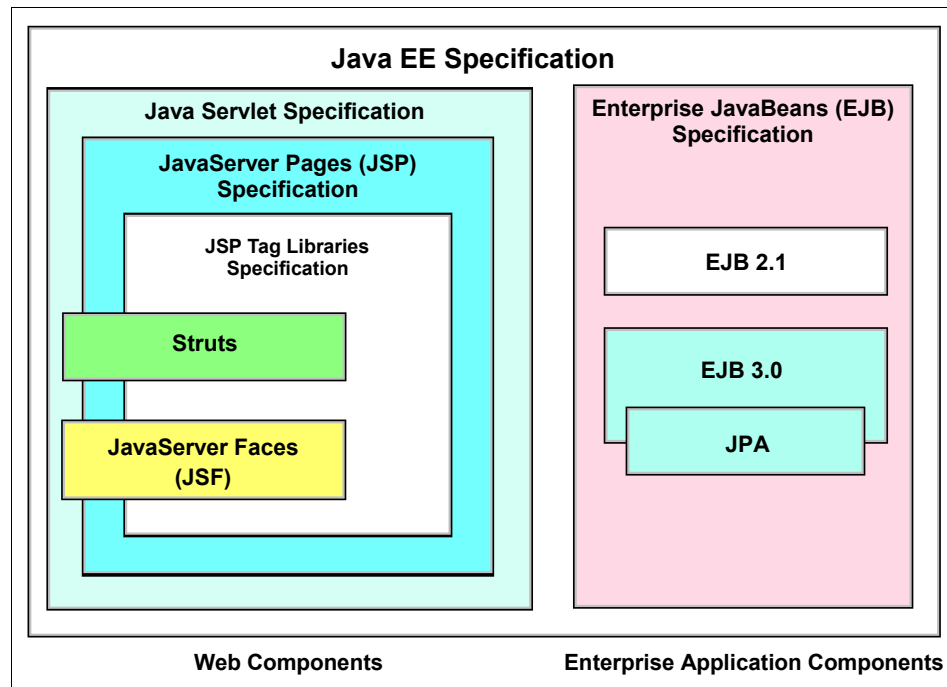 Java EE Specification
Java Servlet Specification
JavaServer Pages (JSP)
Specification
JSP Tag Libraries
Specification
Struts
JavaServer Faces
(JSF)
Enterprise JavaBeans (EJB)
Specification
EJB 2.1
EJB 3.0
JPA
Web Components
Enterprise Application Components